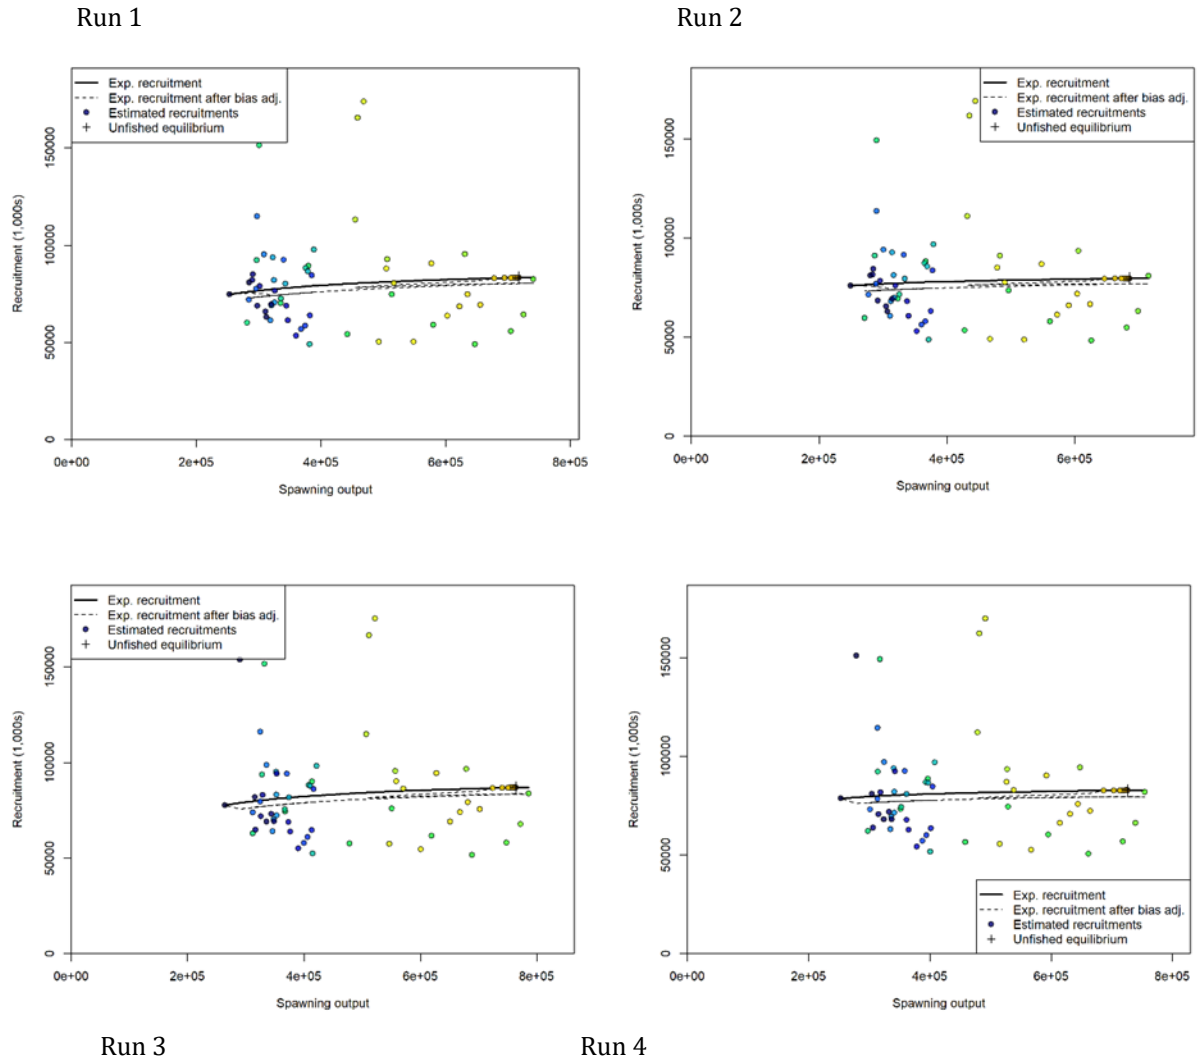 Run 1
Run 2
Exp. recruitment
Exp. recruitment after bias adj.
Estimated recruitments
Unfished equilibrium
Recruitment (1,000s)
150000
100000
50000
0
0e+00 2e+05 4e+05 6e+05 8e+05
Spawning output
Exp. recruitment
Exp. recruitment after bias adj.
Estimated recruitments
Unfished equilibrium
Recruitment (1,000s)
150000
100000
50000
0
0e+00 2e+05 4e+05 6e+05
Spawning output
Exp. recruitment
Exp. recruitment after bias adj.
Estimated recruitments
Unfished equilibrium
Recruitment (1,000s)
150000
100000
50000
0
0e+00 2e+05 4e+05 6e+05 8e+05
Spawning output
Recruitment (1,000s)
150000
100000
50000
0
Exp. recruitment
Exp. recruitment after bias adj.
Estimated recruitments
Unfished equilibrium
0e+00 2e+05 4e+05 6e+05 8e+05
Spawning output
Run 3
Run 4